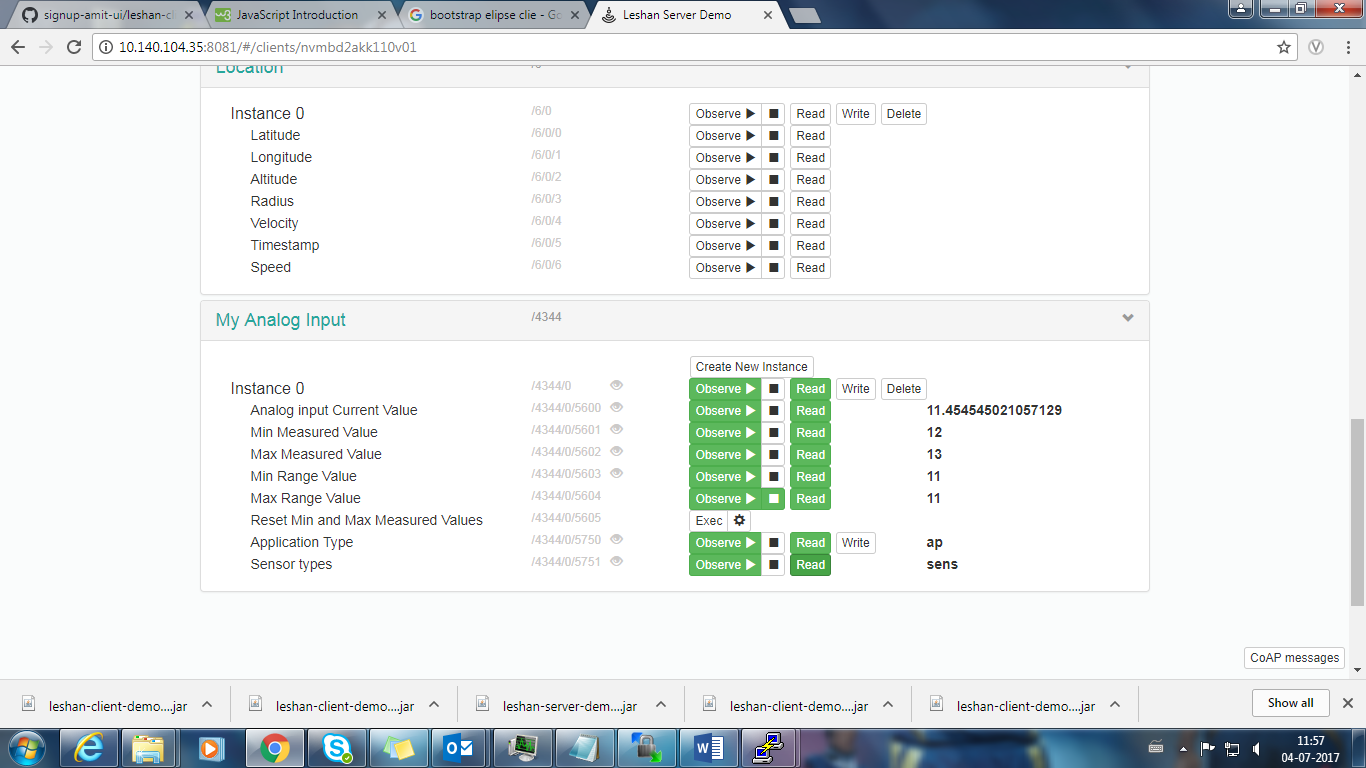 signup-amit-ui/leshan-cl JavaScript Introduction bootstrap elipse clie - Go Leshan Server Demo
10.140.104.35:8081/#/clients/nvmbd2akk110v01
Location
Instance 0 /6/0 Observe Read Write Delete
Latitude /6/0/0 Observe Read
Longitude /6/0/1 Observe Read
Altitude /6/0/2 Observe Read
Radius /6/0/3 Observe Read
Velocity /6/0/4 Observe Read
Timestamp /6/0/5 Observe Read
Speed /6/0/6 Observe Read
My Analog Input /4344
Create New Instance
Instance 0 /4344/0 Observe Read Write Delete
Analog input Current Value /4344/0/5600 Observe Read 11.454545021057129
Min Measured Value /4344/0/5601 Observe Read 12
Max Measured Value /4344/0/5602 Observe Read 13
Min Range Value /4344/0/5603 Observe Read 11
Max Range Value /4344/0/5604 Observe Read 11
Reset Min and Max Measured Values /4344/0/5605 Exec
Application Type /4344/0/5750 Observe Read Write ap
Sensor types /4344/0/5751 Observe Read sens
CoAP messages
leshan-client-demo....jar leshan-client-demo....jar leshan-server-dem....jar leshan-client-demo....jar leshan-client-demo....jar Show all
11:57
04-07-2017